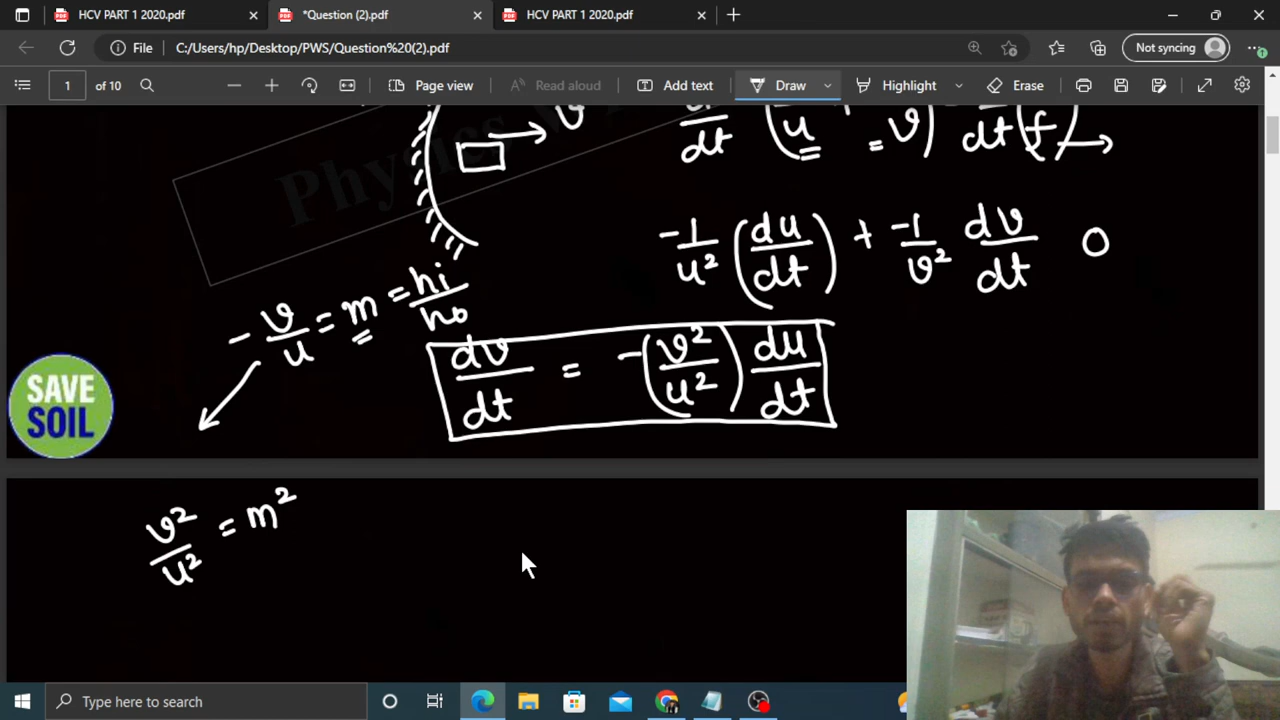 HCV PART 1 2020.pdf
*Question (2).pdf
HCV PART 1 2020.pdf
File
C:/Users/hp/Desktop/PWS/Question%20(2).pdf
Not syncing
1 of 10
Page view
Read aloud
Add text
Draw
Highlight
Erase
v
dt (u = v) dt (f)
-1/u² (du/dt) + -1/v² dv/dt 0
-v/u = m = hi/ho
dv/dt = -(v²/u²) du/dt
SAVE
SOIL
v²/u² = m²
Type here to search